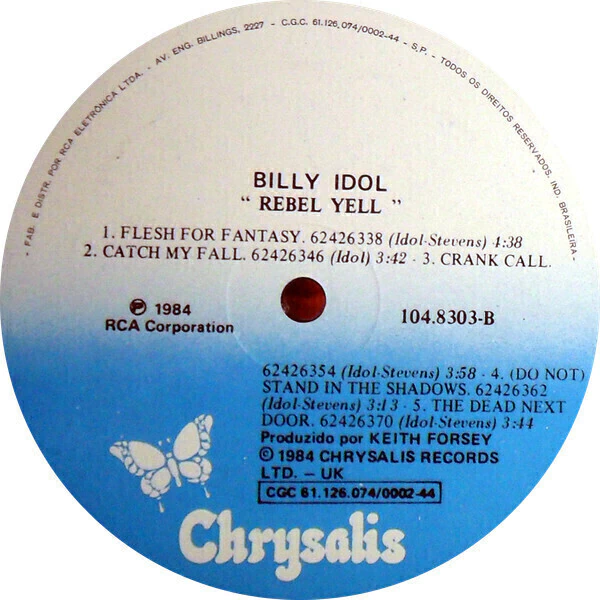 - FAB. E DISTR. POR RCA ELETRÔNICA LTDA. - AV. ENG. BILLINGS, 2227 - C.G.C. 61.126.074/0002-44 - S.P. - TODOS OS DIREITOS RESERVADOS. IND. BRASILEIRA -
BILLY IDOL
“ REBEL YELL ”
1. FLESH FOR FANTASY. 62426338 (Idol-Stevens) 4:38
2. CATCH MY FALL. 62426346 (Idol) 3:42 - 3. CRANK CALL.
Ⓟ 1984
RCA Corporation
104.8303-B
62426354 (Idol-Stevens) 3:58 - 4. (DO NOT)
STAND IN THE SHADOWS. 62426362
(Idol-Stevens) 3:13 - 5. THE DEAD NEXT
DOOR. 62426370 (Idol-Stevens) 3:44
Produzido por KEITH FORSEY
© 1984 CHRYSALIS RECORDS
LTD. – UK
CGC 61.126.074/0002-44
Chrysalis